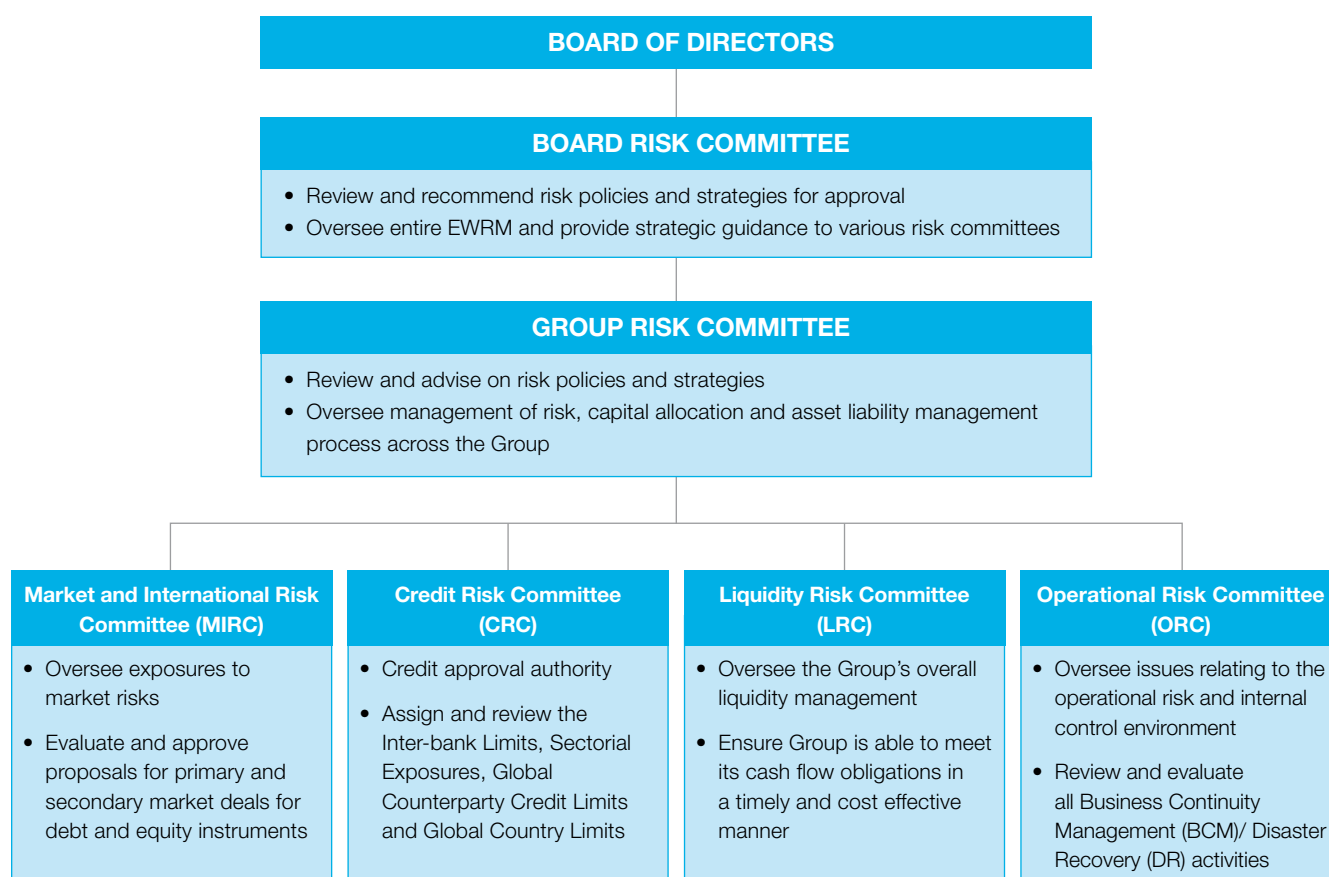 BOARD OF DIRECTORS
BOARD RISK COMMITTEE
• Review and recommend risk policies and strategies for approval
• Oversee entire EWRM and provide strategic guidance to various risk committees
GROUP RISK COMMITTEE
• Review and advise on risk policies and strategies
• Oversee management of risk, capital allocation and asset liability management
process across the Group
Market and International Risk
Committee (MIRC)
• Oversee exposures to
market risks
• Evaluate and approve
proposals for primary and
secondary market deals for
debt and equity instruments
Credit Risk Committee
(CRC)
• Credit approval authority
• Assign and review the
Inter-bank Limits, Sectorial
Exposures, Global
Counterparty Credit Limits
and Global Country Limits
Liquidity Risk Committee
(LRC)
• Oversee the Group's overall
liquidity management
• Ensure Group is able to meet
its cash flow obligations in
a timely and cost effective
manner
Operational Risk Committee
(ORC)
• Oversee issues relating to the
operational risk and internal
control environment
• Review and evaluate
all Business Continuity
Management (BCM)/ Disaster
Recovery (DR) activities